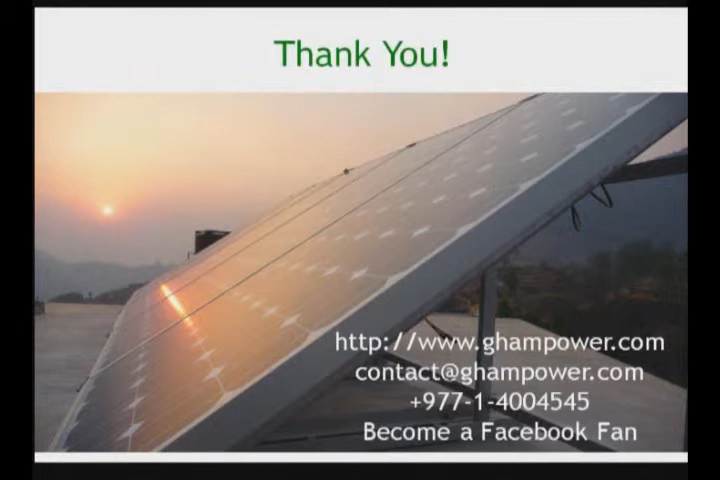 Thank You!
http://www.ghampower.com
contact@ghampower.com
+977-1-4004545
Become a Facebook Fan